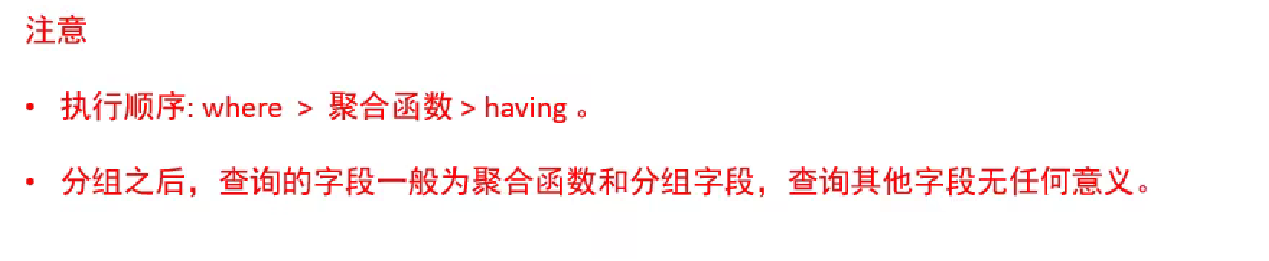 注意
• 执行顺序: where > 聚合函数 > having 。
• 分组之后，查询的字段一般为聚合函数和分组字段，查询其他字段无任何意义。